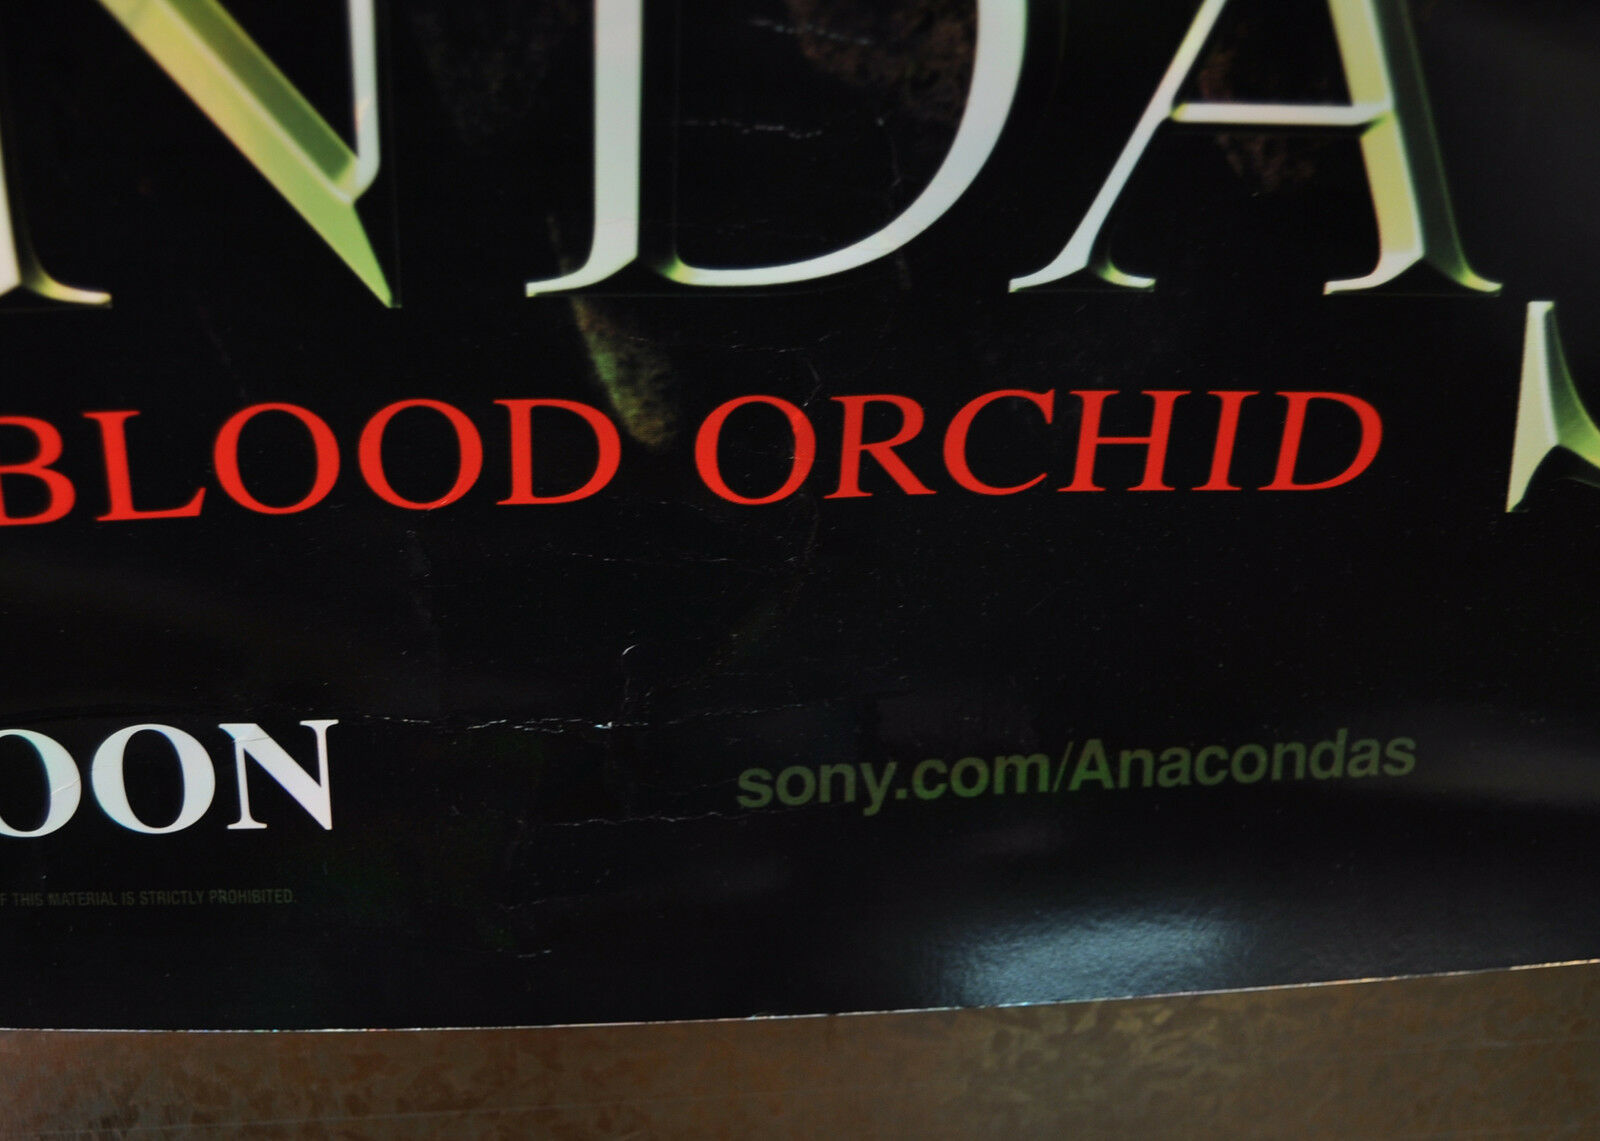 NDA
BLOOD ORCHID
OON
sony.com/Anacondas
F THIS MATERIAL IS STRICTLY PROHIBITED.